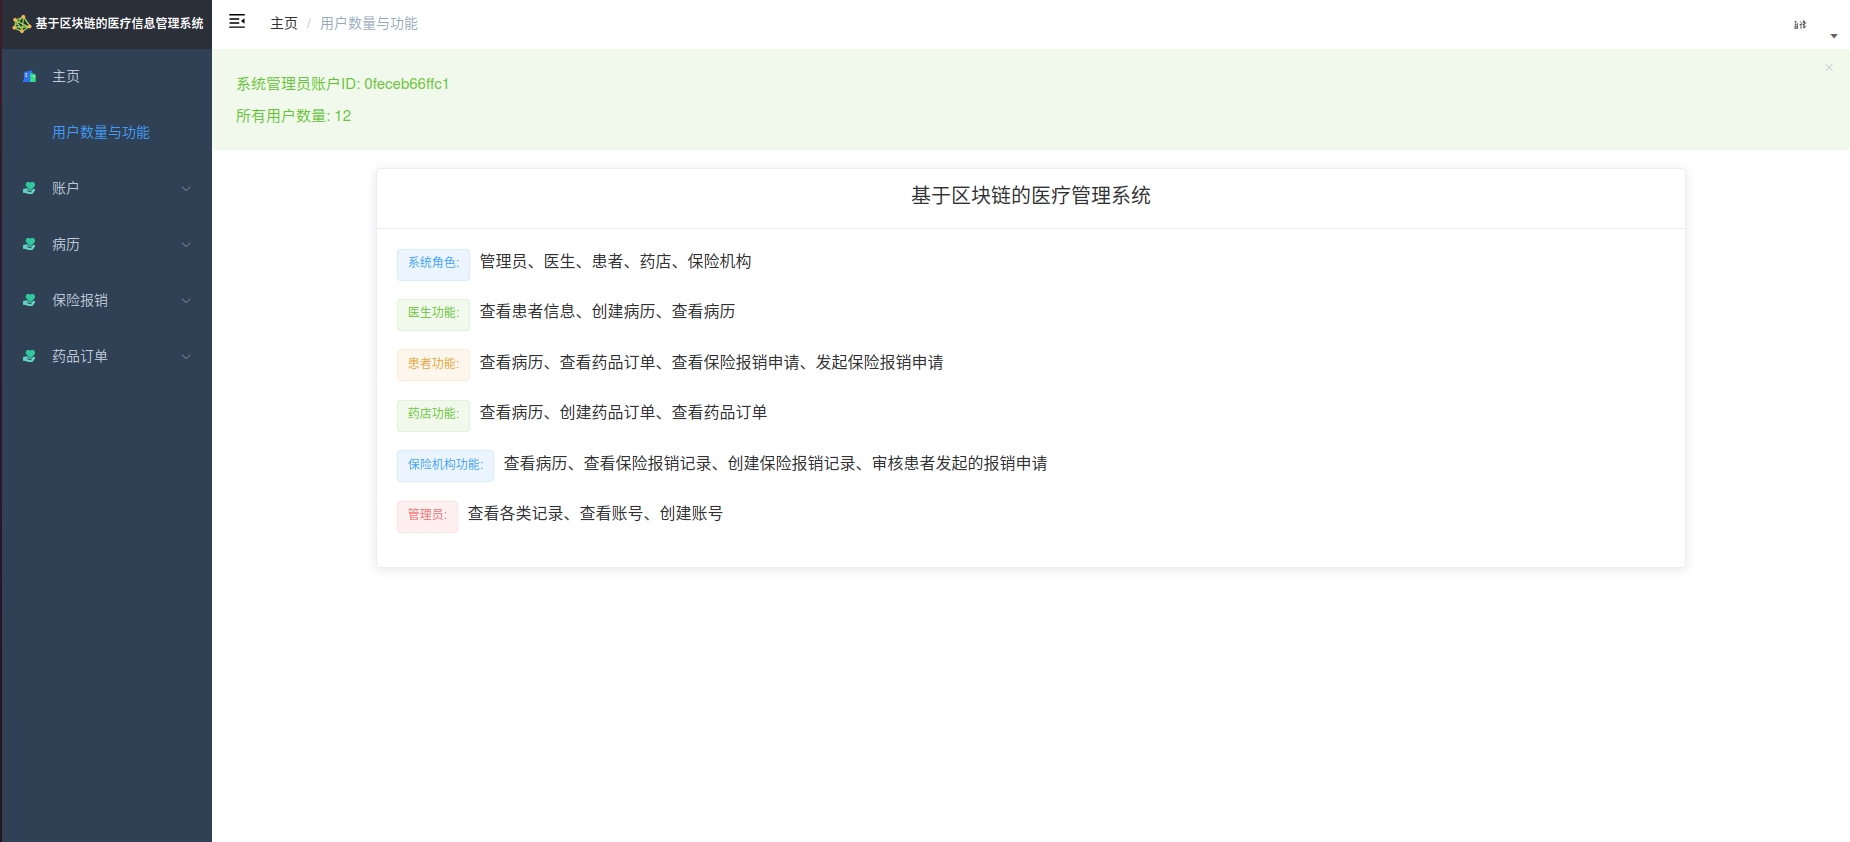 基于区块链的医疗信息管理系统
主页 / 用户数量与功能
主页
用户数量与功能
账户
病历
保险报销
药品订单
系统管理员账户ID: 0feceb66ffc1
所有用户数量: 12
基于区块链的医疗管理系统
系统角色: 管理员、医生、患者、药店、保险机构
医生功能: 查看患者信息、创建病历、查看病历
患者功能: 查看病历、查看药品订单、查看保险报销申请、发起保险报销申请
药店功能: 查看病历、创建药品订单、查看药品订单
保险机构功能: 查看病历、查看保险报销记录、创建保险报销记录、审核患者发起的报销申请
管理员: 查看各类记录、查看账号、创建账号